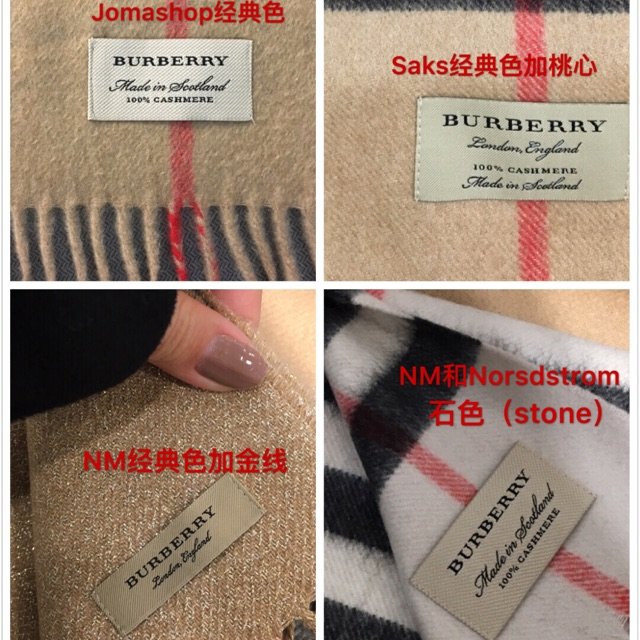 Jomashop经典色
BURBERRY
Made in Scotland
100% CASHMERE
Saks经典色加桃心
BURBERRY
London, England
100% CASHMERE
Made in Scotland
NM经典色加金线
BURBERRY
London, England
NM和Norsdstrom
石色（stone）
BURBERRY
Made in Scotland
100% CASHMERE